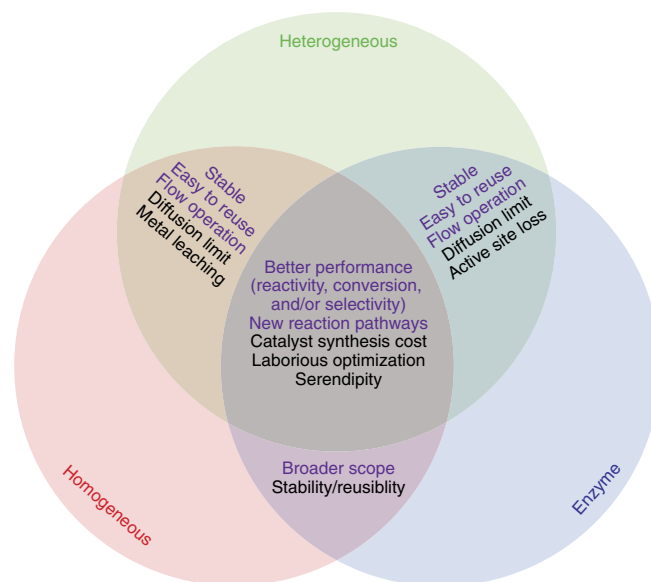 Heterogeneous
Stable
Easy to reuse
Flow operation
Diffusion limit
Metal leaching
Stable
Easy to reuse
Flow operation
Diffusion limit
Active site loss
Better performance
(reactivity, conversion,
and/or selectivity)
New reaction pathways
Catalyst synthesis cost
Laborious optimization
Serendipity
Broader scope
Stability/reusiblity
Homogeneous
Enzyme